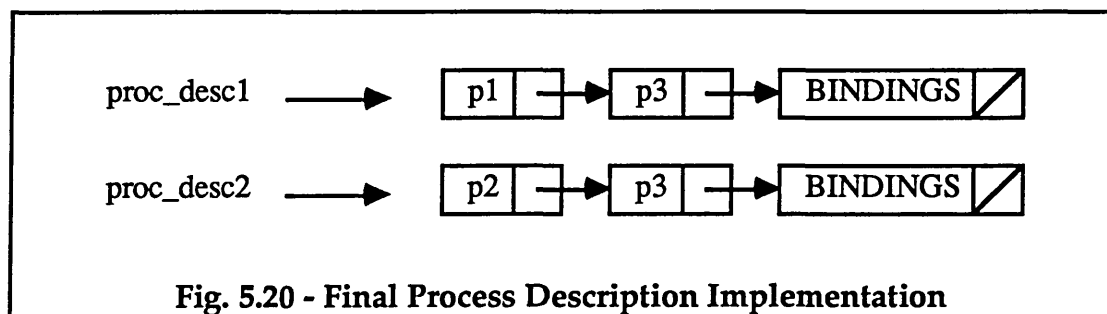 proc_desc1 p1 p3 BINDINGS
proc_desc2 p2 p3 BINDINGS
Fig. 5.20 - Final Process Description Implementation